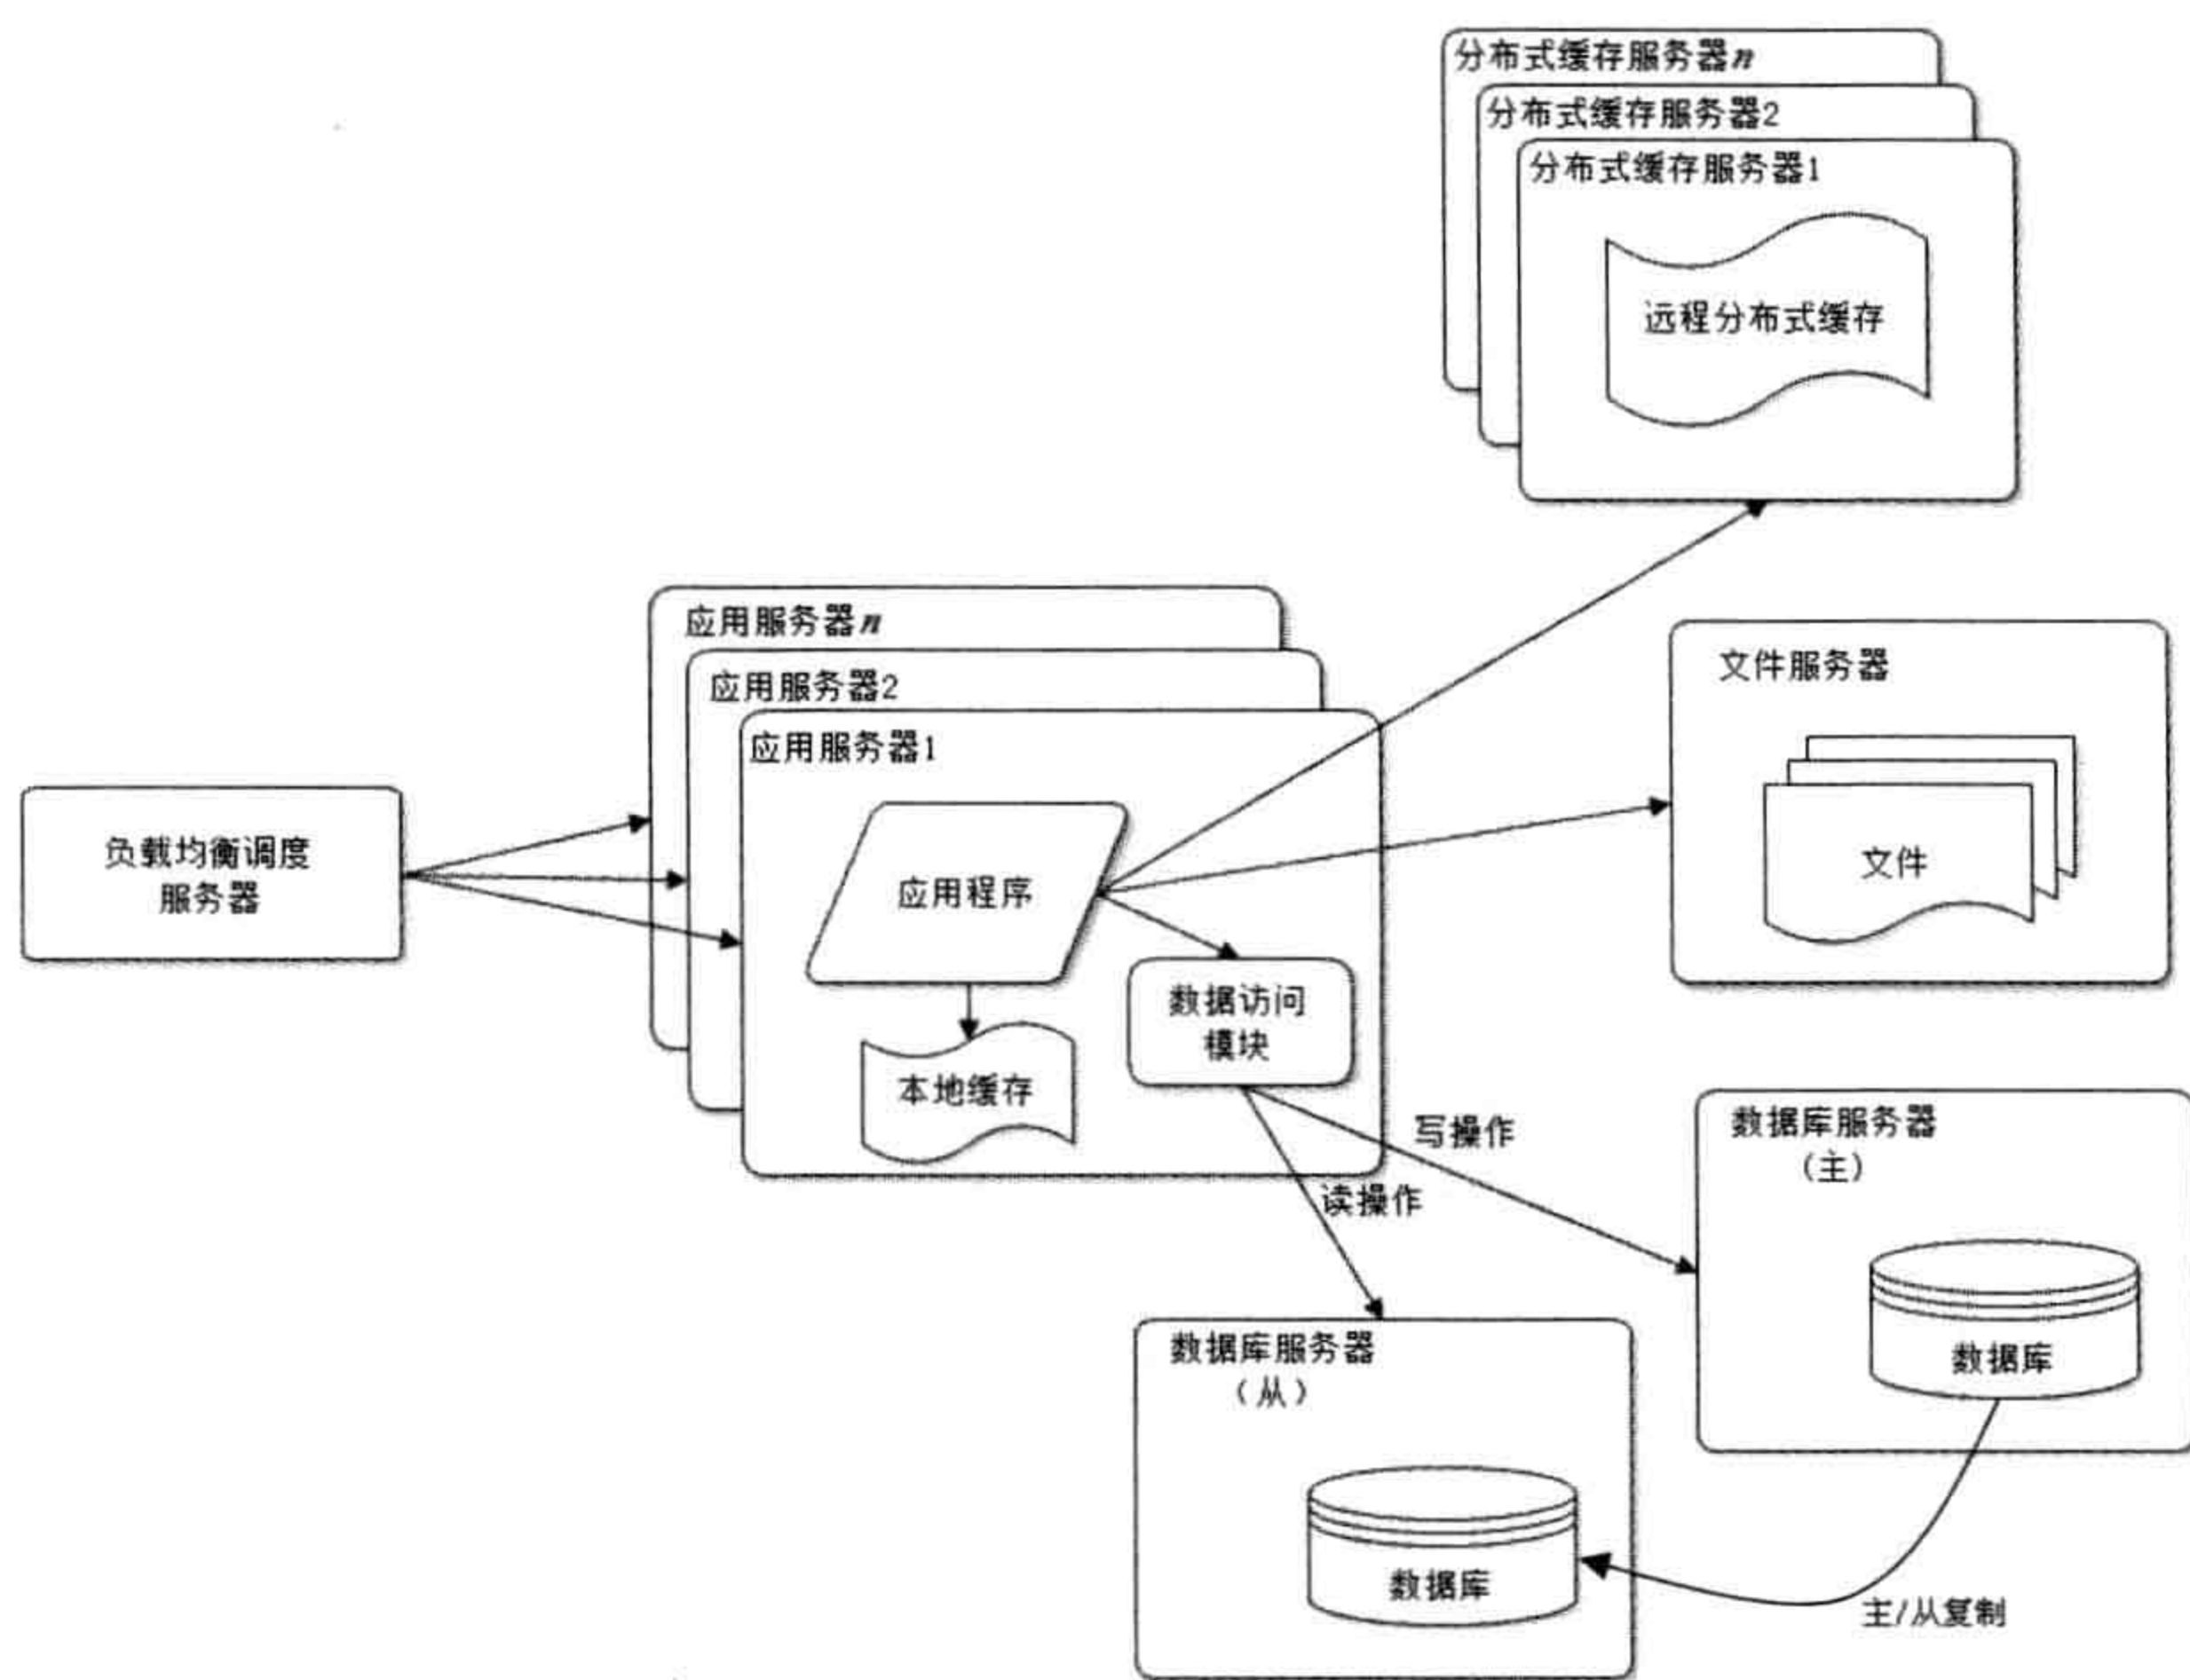 分布式缓存服务器n
分布式缓存服务器2
分布式缓存服务器1
远程分布式缓存
应用服务器n
应用服务器2
应用服务器1
文件服务器
负载均衡调度
服务器
应用程序
文件
数据访问
模块
本地缓存
写操作
读操作
数据库服务器
（主）
数据库
数据库服务器
（从）
数据库
主/从复制